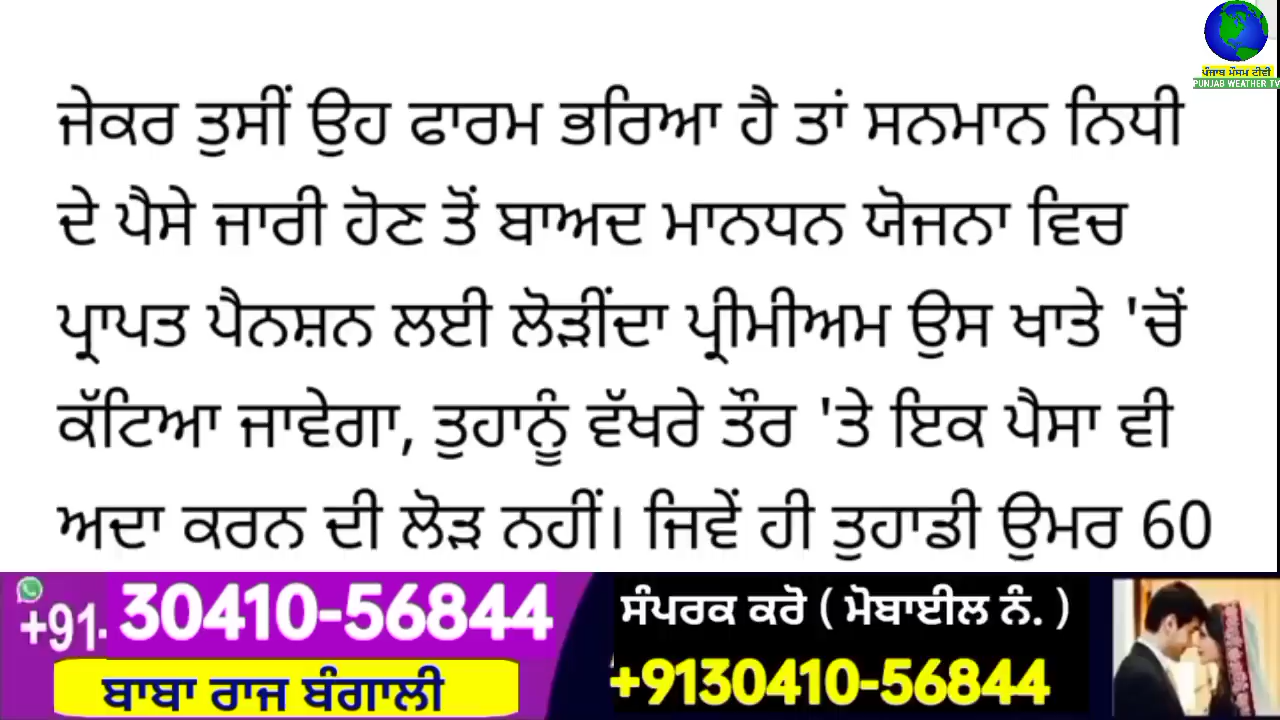 ਪੰਜਾਬ ਮੌਸਮ ਟੀਵੀ
PUNJAB WEATHER TV
ਜੇਕਰ ਤੁਸੀਂ ਉਹ ਫਾਰਮ ਭਰਿਆ ਹੈ ਤਾਂ ਸਨਮਾਨ ਨਿਧੀ
ਦੇ ਪੈਸੇ ਜਾਰੀ ਹੋਣ ਤੋਂ ਬਾਅਦ ਮਾਨਧਨ ਯੋਜਨਾ ਵਿਚ
ਪ੍ਰਾਪਤ ਪੈਨਸ਼ਨ ਲਈ ਲੋੜੀਂਦਾ ਪ੍ਰੀਮੀਅਮ ਉਸ ਖਾਤੇ 'ਚੋਂ
ਕੱਟਿਆ ਜਾਵੇਗਾ, ਤੁਹਾਨੂੰ ਵੱਖਰੇ ਤੌਰ 'ਤੇ ਇਕ ਪੈਸਾ ਵੀ
ਅਦਾ ਕਰਨ ਦੀ ਲੋੜ ਨਹੀਂ। ਜਿਵੇਂ ਹੀ ਤੁਹਾਡੀ ਉਮਰ 60
+91- 30410-56844
ਬਾਬਾ ਰਾਜ ਬੰਗਾਲੀ
ਸੰਪਰਕ ਕਰੋ ( ਮੋਬਾਈਲ ਨੰ. )
+9130410-56844